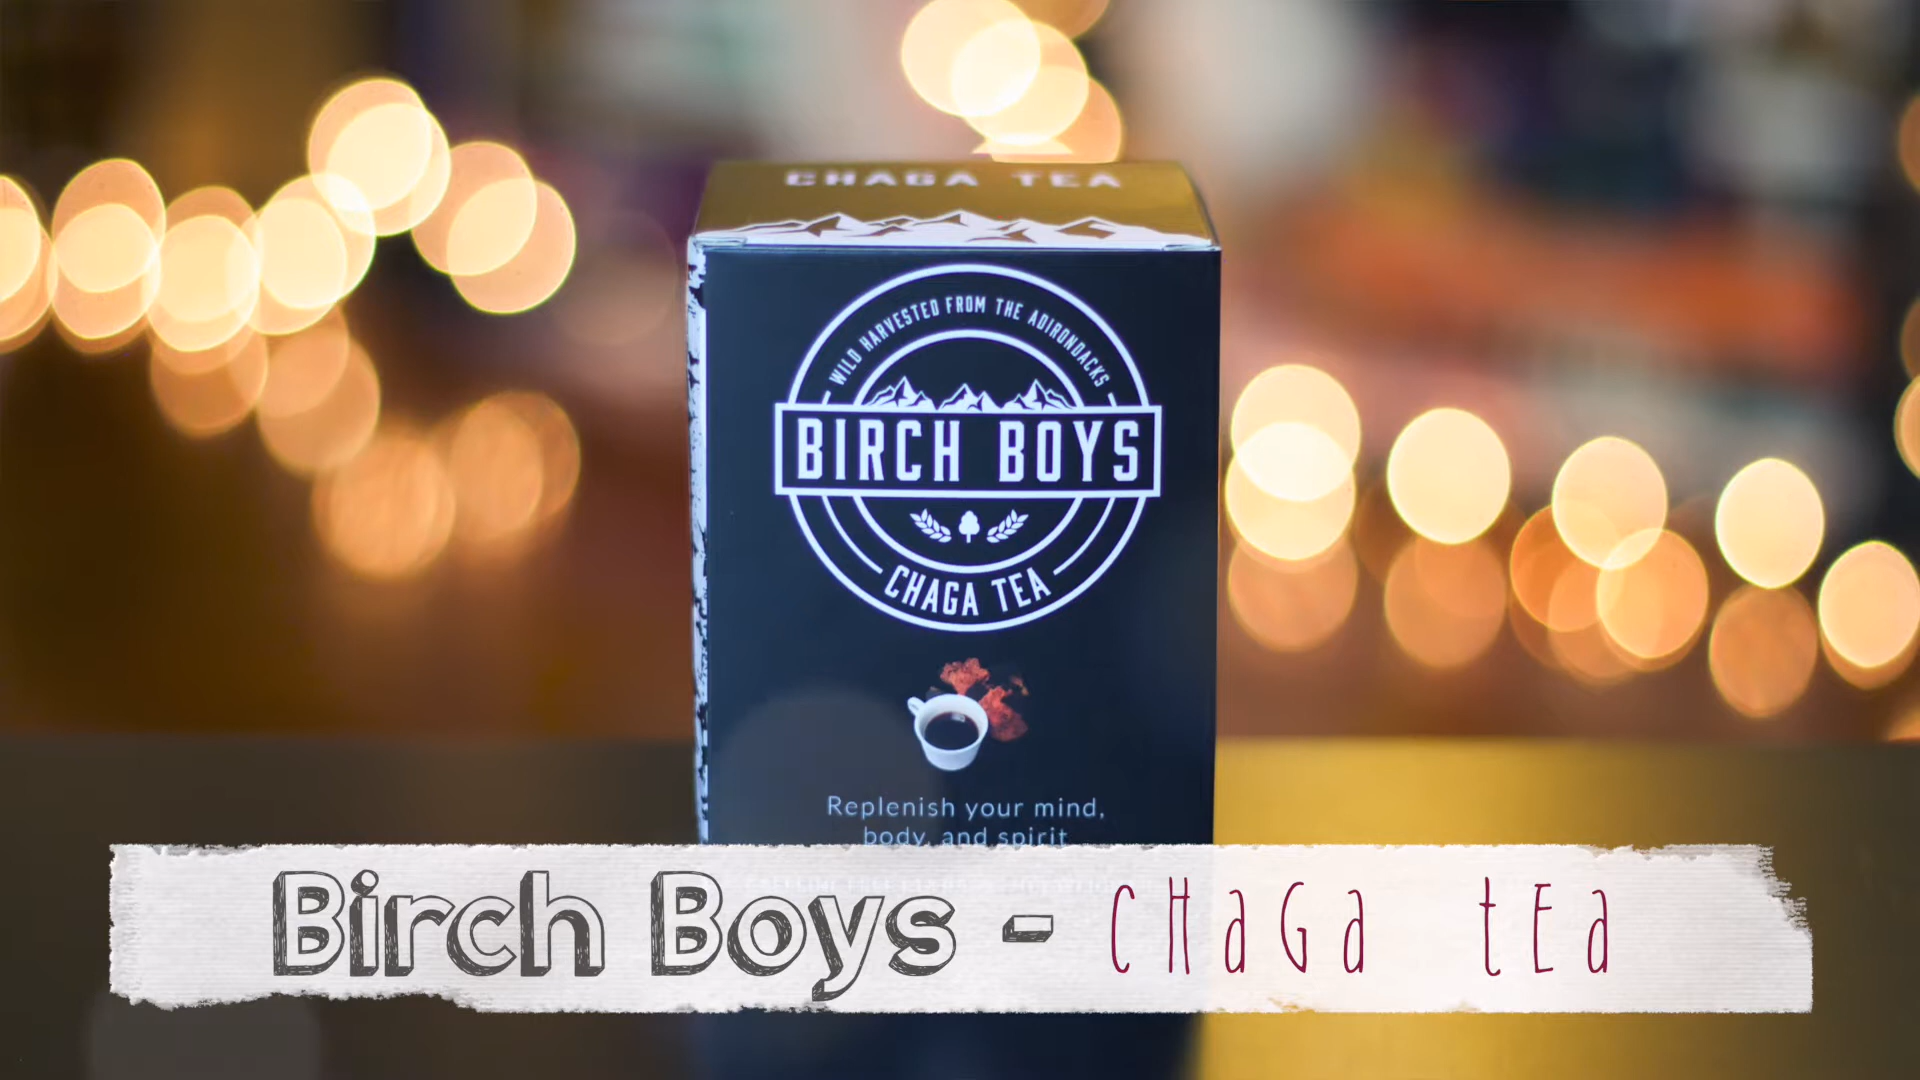 CHAGA TEA
WILD HARVESTED FROM THE ADIRONDACKS
BIRCH BOYS
CHAGA TEA
Replenish your mind,
body, and spirit
Birch Boys - cHaGa tEa